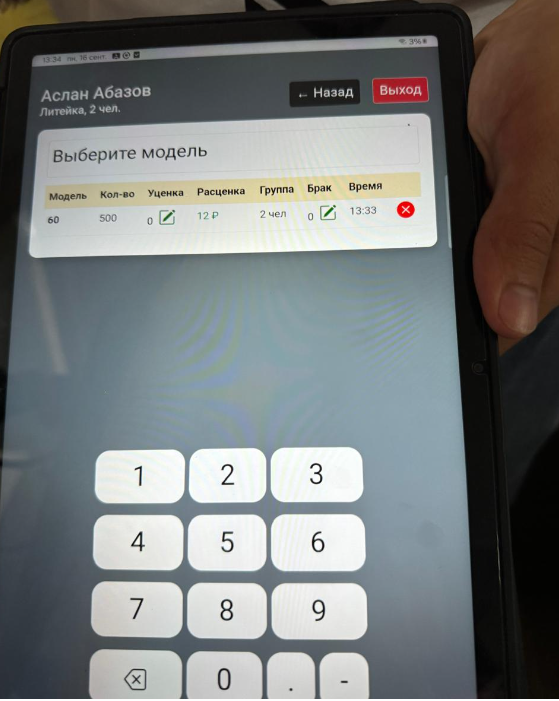 13:34 пн, 16 сент.
3%
Аслан Абазов
Литейка, 2 чел.
← Назад
Выход
Выберите модель
Модель Кол-во Уценка Расценка Группа Брак Время
60 500 0 12 ₽ 2 чел 0 13:33
1 2 3
4 5 6
7 8 9
0 . -